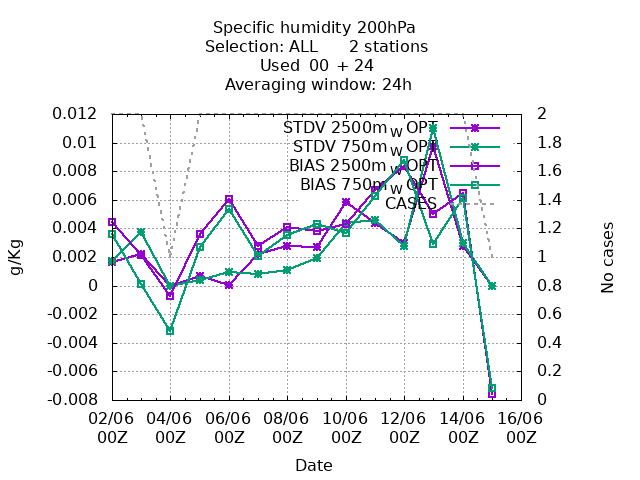 Specific humidity 200hPa
Selection: ALL 2 stations
Used 00 + 24
Averaging window: 24h
STDV 2500m_w OPT
STDV 750m_w OPT
BIAS 2500m_w OPT
BIAS 750m_w OPT
CASES
0.012
0.01
0.008
0.006
0.004
0.002
0
-0.002
-0.004
-0.006
-0.008
g/Kg
2
1.8
1.6
1.4
1.2
1
0.8
0.6
0.4
0.2
0
No cases
02/06 04/06 06/06 08/06 10/06 12/06 14/06 16/06
00Z 00Z 00Z 00Z 00Z 00Z 00Z 00Z
Date